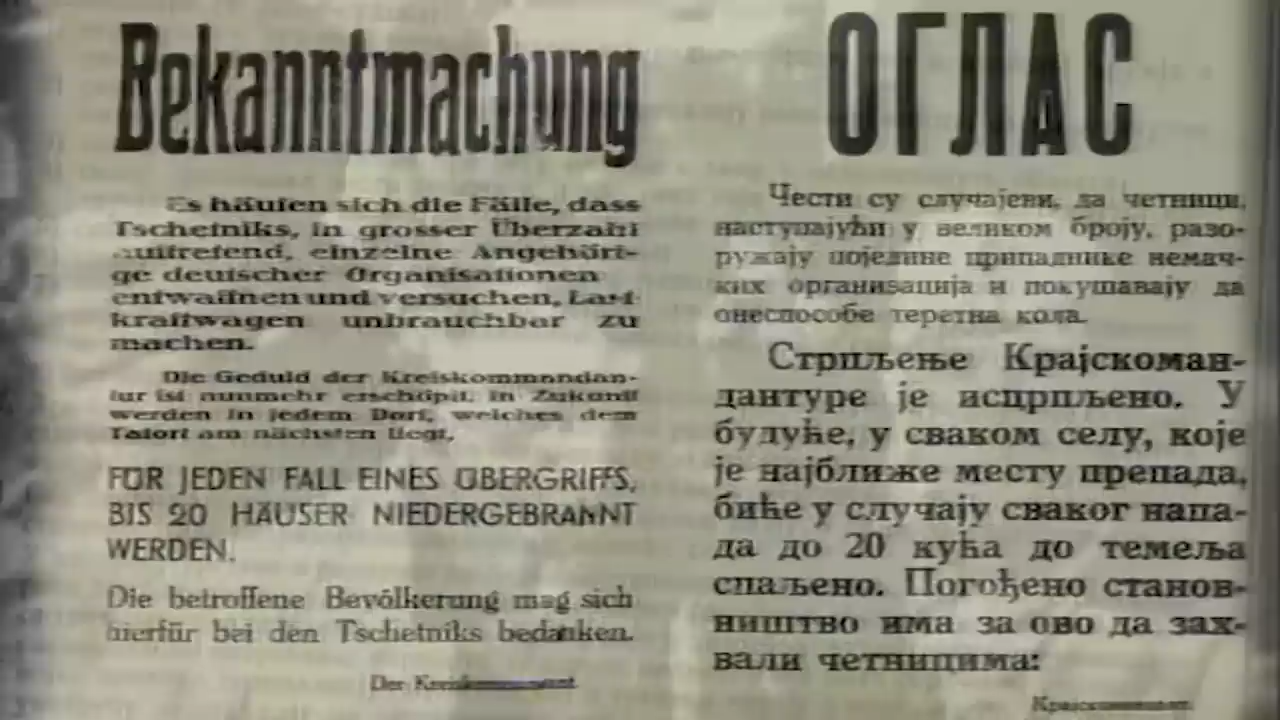 Bekanntmachung
Es häufen sich die Fälle, dass
Tschetniks, in grosser Überzahl
auftretend, einzelne Angehöri-
ge deutscher Organisationen
entwaffnen und versuchen, Last-
kraftwagen unbrauchbar zu
machen.
Die Geduld der Kreiskommandan-
tur ist nunmehr erschöpft. in Zukunft
werden in jedem Dorf, welches dem
Tatort am nächsten liegt,
FÜR JEDEN FALL EINES ÜBERGRIFFS,
BIS 20 HÄUSER NIEDERGEBRANNT
WERDEN.
Die betroffene Bevölkerung mag sich
hierfür bei den Tschetniks bedanken.
Der Kreiskommandant
ОГЛАС
Чести су случајеви, да четници,
наступајући у великом броју, разо-
ружају поједине припаднике немач-
ких организација и покушавају да
онеспособе теретна кола.
Стрпљење Крајскоман-
дантуре је исцрпљено. У
будуће, у сваком селу, које
је најближе месту препада,
биће у случају сваког напа-
да до 20 кућа до темеља
спаљено. Погођено станов-
ништво има за ово да зах-
вали четницима:
Крајскомандант